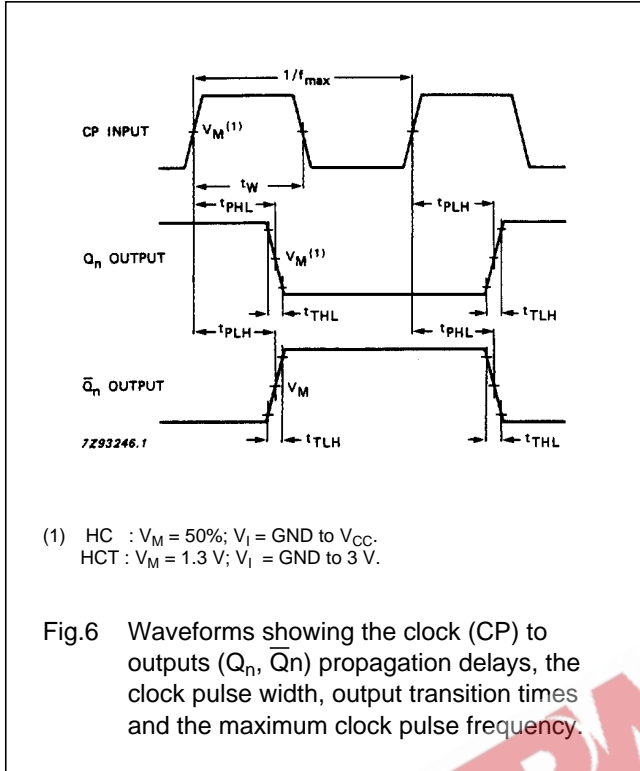 1/fmax
CP INPUT
VM(1)
tW
tPHL
tPLH
Qn OUTPUT
VM(1)
tTHL
tTLH
tPLH
tPHL
Q̅n OUTPUT
VM
7Z93246.1
tTLH
tTHL
(1) HC : VM = 50%; VI = GND to VCC.
HCT : VM = 1.3 V; VI = GND to 3 V.
Fig.6 Waveforms showing the clock (CP) to
outputs (Qn, Q̅n) propagation delays, the
clock pulse width, output transition times
and the maximum clock pulse frequency.